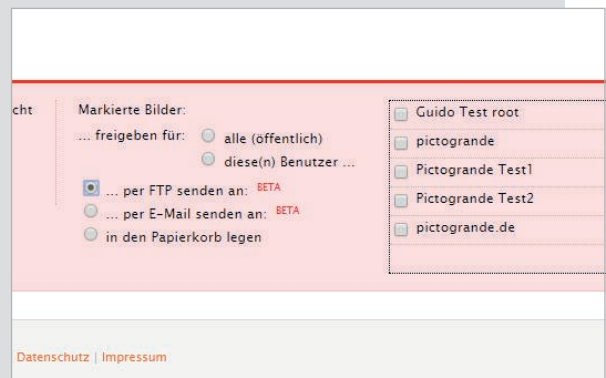 cht
Markierte Bilder:
... freigeben für:
alle (öffentlich)
diese(n) Benutzer ...
... per FTP senden an: BETA
... per E-Mail senden an: BETA
in den Papierkorb legen
Guido Test root
pictogrande
Pictogrande Test1
Pictogrande Test2
pictogrande.de
Datenschutz | Impressum